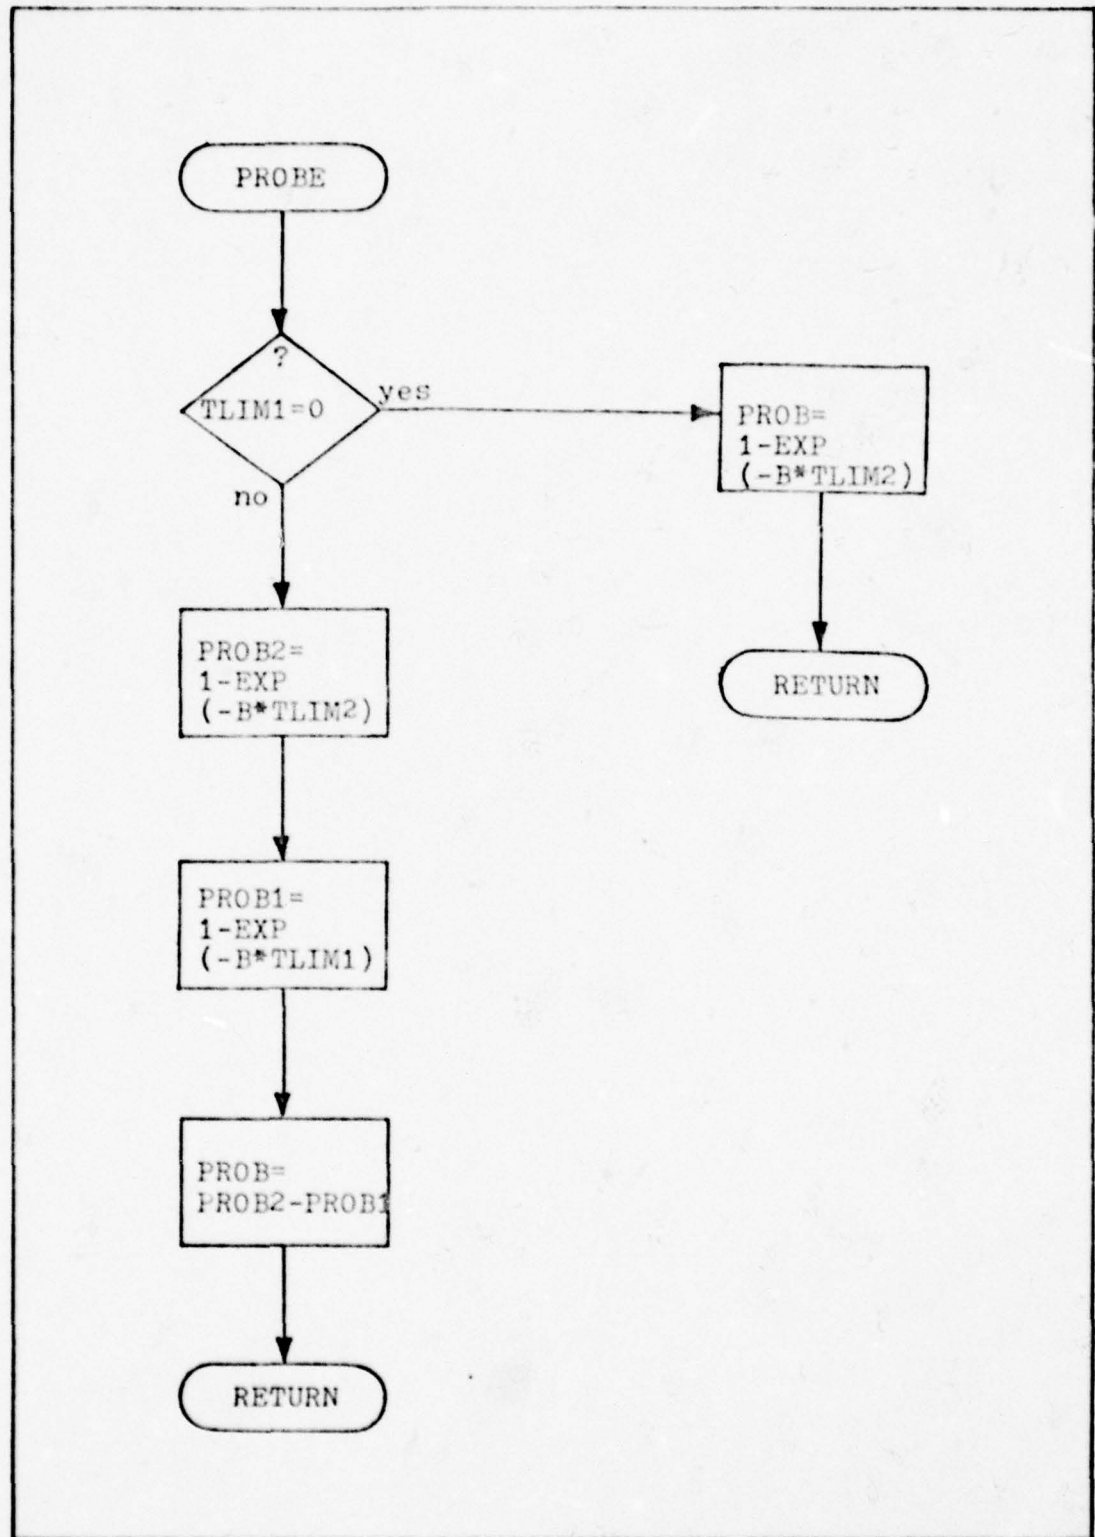 PROBE
?
TLIM1=0
yes
no
PROB=
1-EXP
(-B*TLIM2)
RETURN
PROB2=
1-EXP
(-B*TLIM2)
PROB1=
1-EXP
(-B*TLIM1)
PROB=
PROB2-PROB1
RETURN